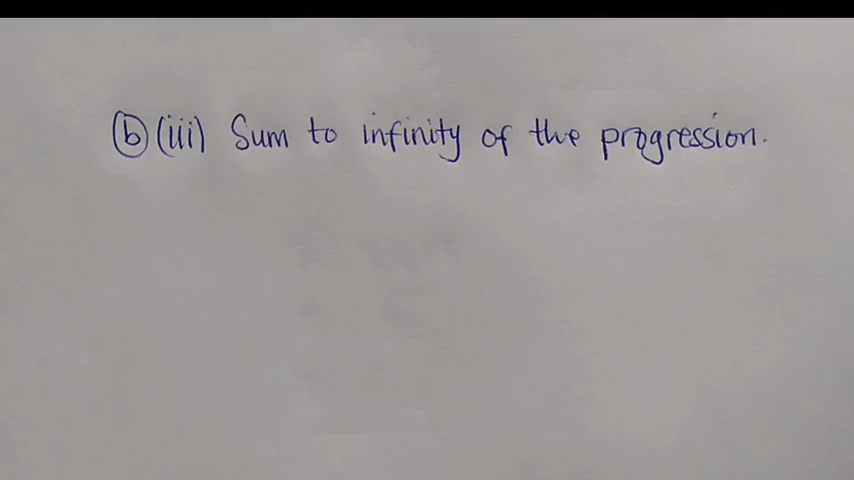 ⓑ (iii) Sum to infinity of the progression.